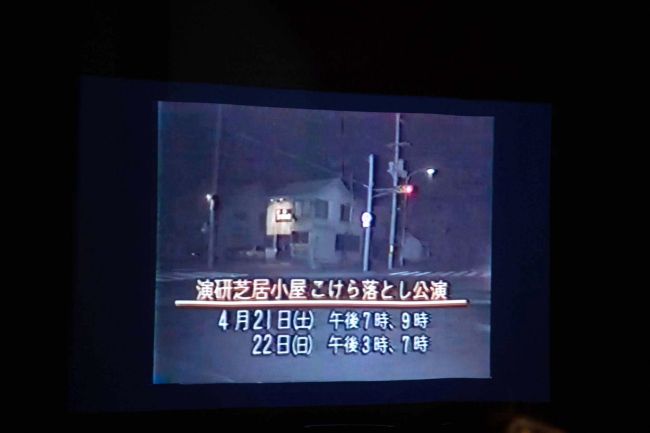 演研芝居小屋こけら落とし公演
4月21日(土) 午後7時、9時
22日(日) 午後3時、7時